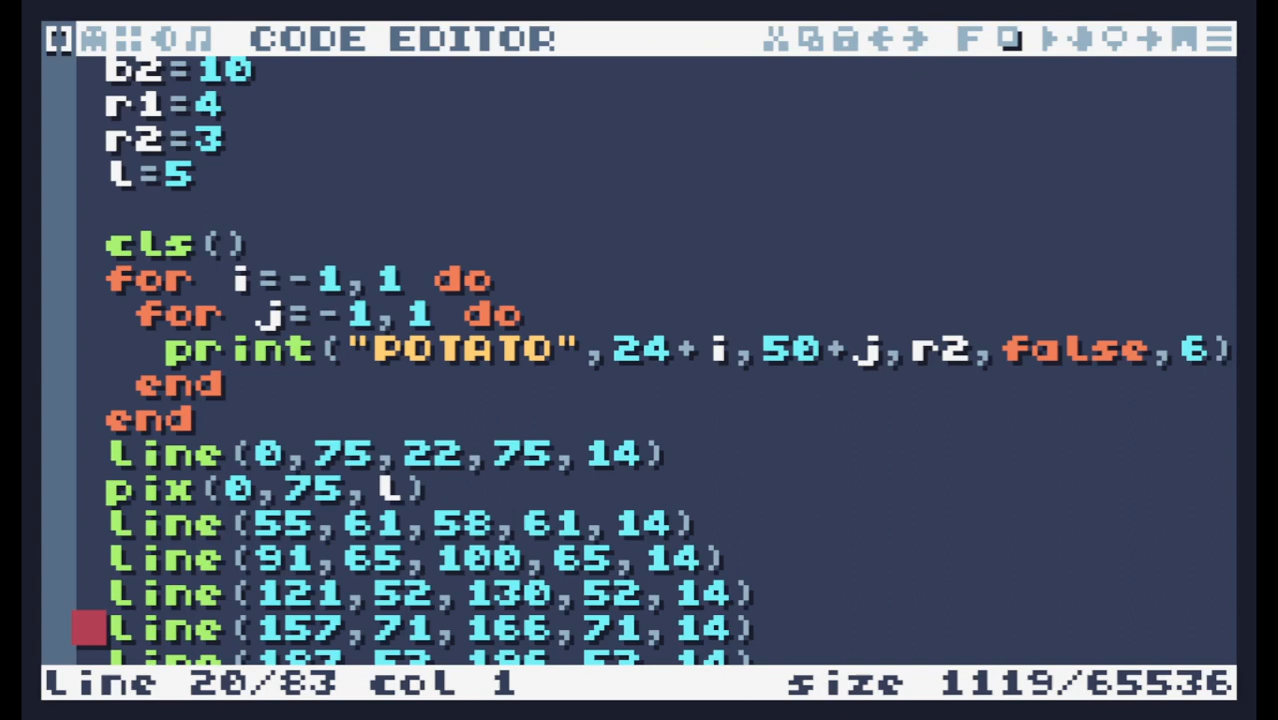 CODE EDITOR
b2=10
r1=4
r2=3
l=5
cls()
for i=-1,1 do
for j=-1,1 do
print("POTATO",24+i,50+j,r2,false,6)
end
end
line(0,75,22,75,14)
pix(0,75,l)
line(55,61,58,61,14)
line(91,65,100,65,14)
line(121,52,130,52,14)
line(157,71,166,71,14)
line 20/83 col 1
size 1119/65536